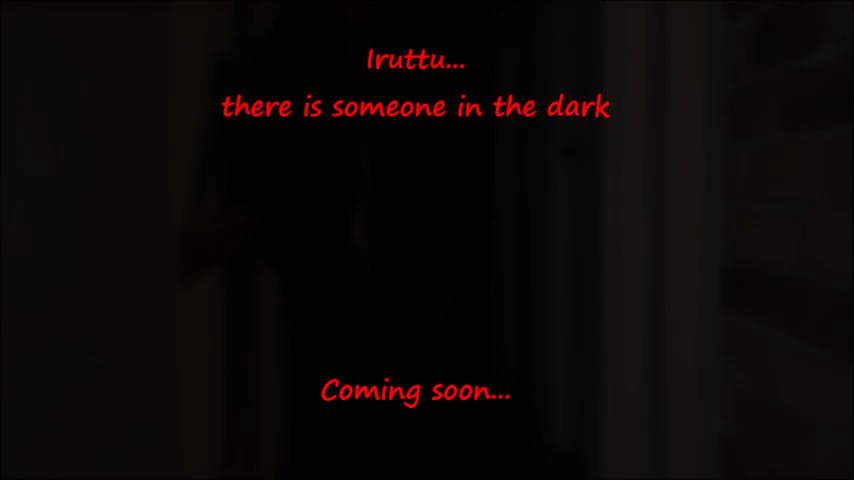 Iruttu...
there is someone in the dark
Coming soon...